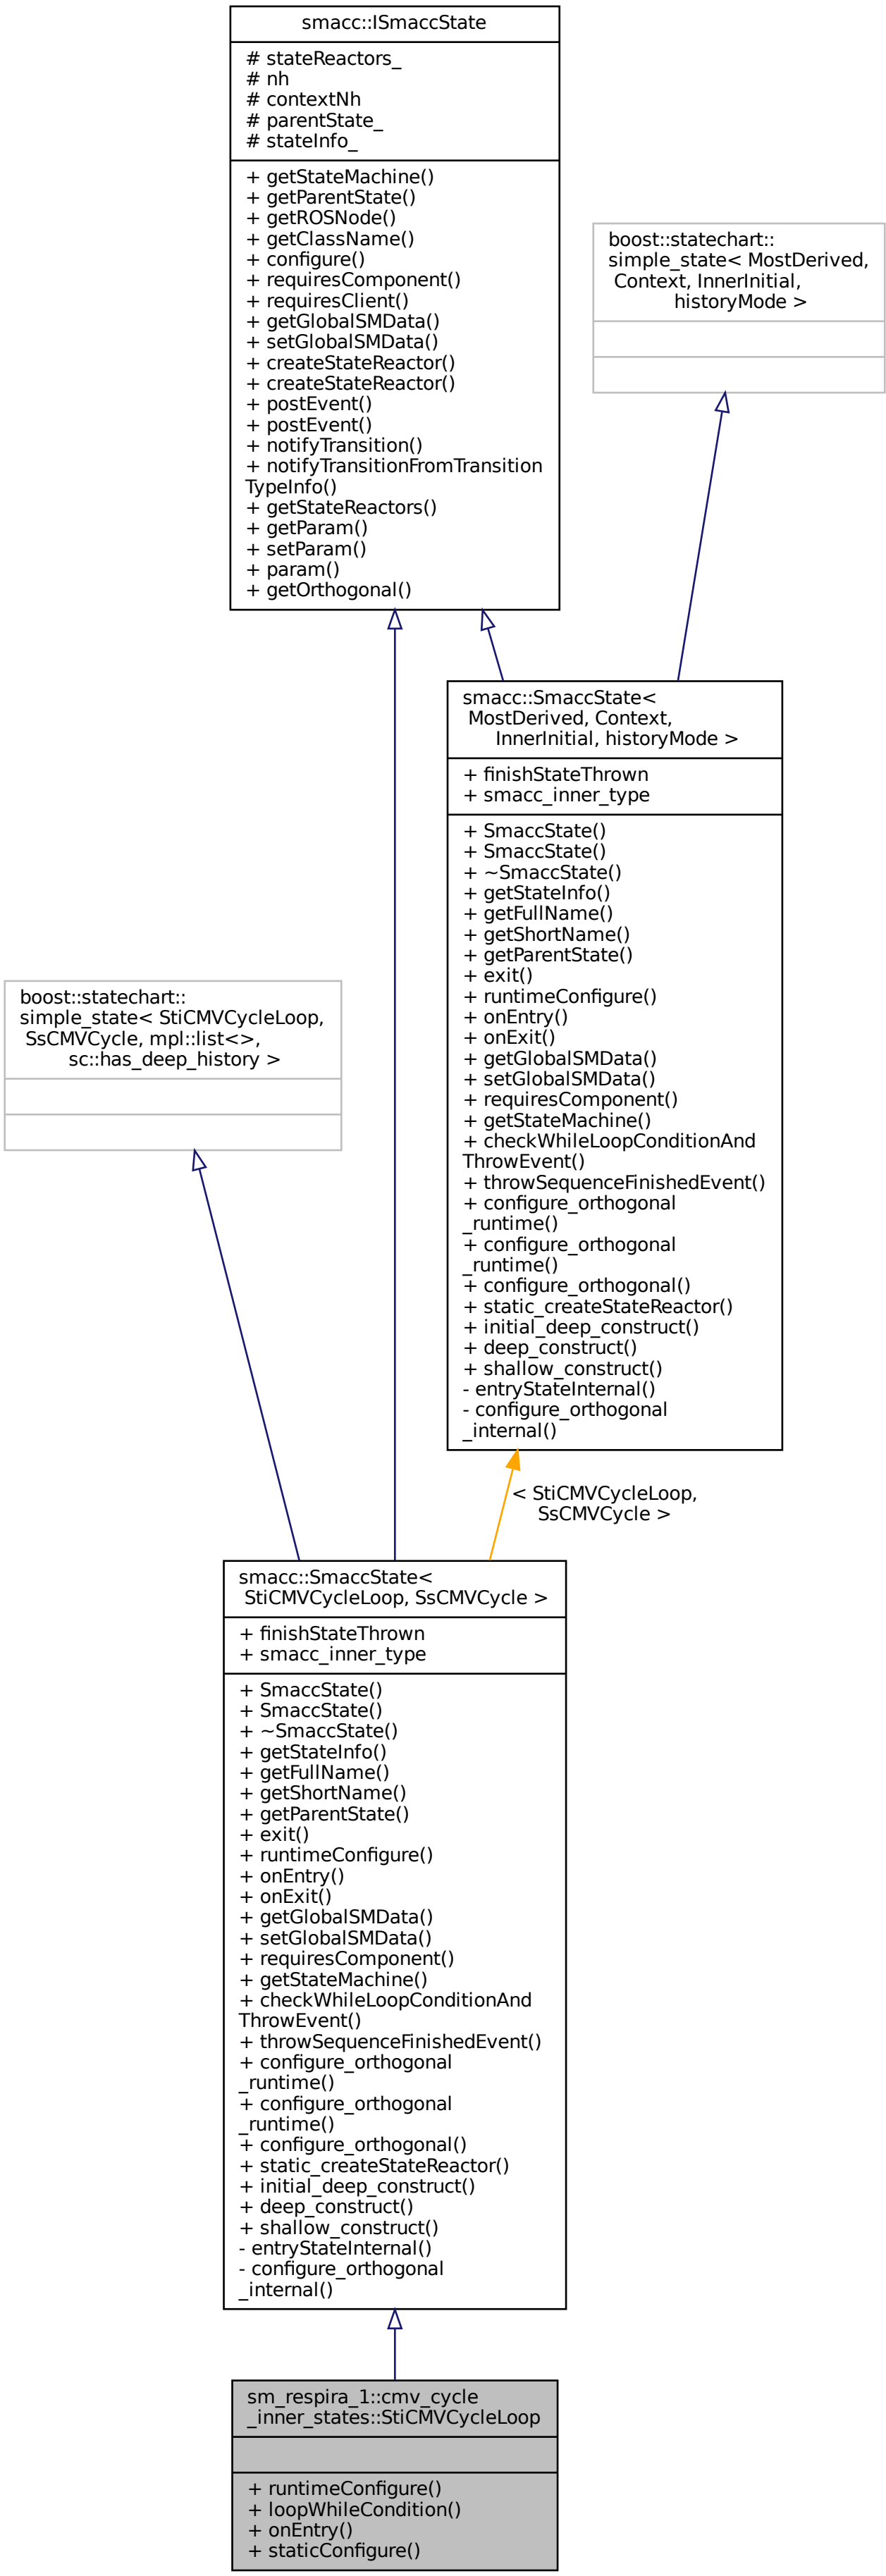 smacc::ISmaccState
# stateReactors_
# nh
# contextNh
# parentState_
# stateInfo_
+ getStateMachine()
+ getParentState()
+ getROSNode()
+ getClassName()
+ configure()
+ requiresComponent()
+ requiresClient()
+ getGlobalSMData()
+ setGlobalSMData()
+ createStateReactor()
+ createStateReactor()
+ postEvent()
+ postEvent()
+ notifyTransition()
+ notifyTransitionFromTransition
TypeInfo()
+ getStateReactors()
+ getParam()
+ setParam()
+ param()
+ getOrthogonal()
boost::statechart::
simple_state< MostDerived,
Context, InnerInitial,
historyMode >
smacc::SmaccState<
MostDerived, Context,
InnerInitial, historyMode >
+ finishStateThrown
+ smacc_inner_type
+ SmaccState()
+ SmaccState()
+ ~SmaccState()
+ getStateInfo()
+ getFullName()
+ getShortName()
+ getParentState()
+ exit()
+ runtimeConfigure()
+ onEntry()
+ onExit()
+ getGlobalSMData()
+ setGlobalSMData()
+ requiresComponent()
+ getStateMachine()
+ checkWhileLoopConditionAnd
ThrowEvent()
+ throwSequenceFinishedEvent()
+ configure_orthogonal
_runtime()
+ configure_orthogonal
_runtime()
+ configure_orthogonal()
+ static_createStateReactor()
+ initial_deep_construct()
+ deep_construct()
+ shallow_construct()
- entryStateInternal()
- configure_orthogonal
_internal()
boost::statechart::
simple_state< StiCMVCycleLoop,
SsCMVCycle, mpl::list<>,
sc::has_deep_history >
< StiCMVCycleLoop,
SsCMVCycle >
smacc::SmaccState<
StiCMVCycleLoop, SsCMVCycle >
+ finishStateThrown
+ smacc_inner_type
+ SmaccState()
+ SmaccState()
+ ~SmaccState()
+ getStateInfo()
+ getFullName()
+ getShortName()
+ getParentState()
+ exit()
+ runtimeConfigure()
+ onEntry()
+ onExit()
+ getGlobalSMData()
+ setGlobalSMData()
+ requiresComponent()
+ getStateMachine()
+ checkWhileLoopConditionAnd
ThrowEvent()
+ throwSequenceFinishedEvent()
+ configure_orthogonal
_runtime()
+ configure_orthogonal
_runtime()
+ configure_orthogonal()
+ static_createStateReactor()
+ initial_deep_construct()
+ deep_construct()
+ shallow_construct()
- entryStateInternal()
- configure_orthogonal
_internal()
sm_respira_1::cmv_cycle
_inner_states::StiCMVCycleLoop
+ runtimeConfigure()
+ loopWhileCondition()
+ onEntry()
+ staticConfigure()